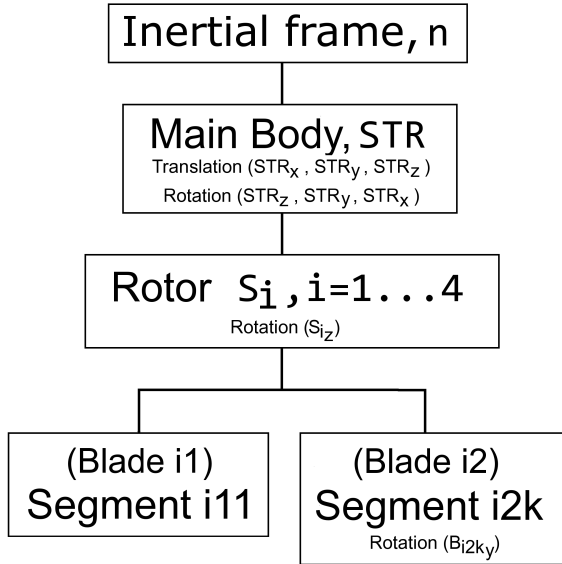 Inertial frame, n
Main Body, STR
Translation (STRx , STRy , STRz )
Rotation (STRz , STRy , STRx )
Rotor Si,i=1...4
Rotation (Siz)
(Blade i1)
Segment i11
(Blade i2)
Segment i2k
Rotation (Bi2ky)